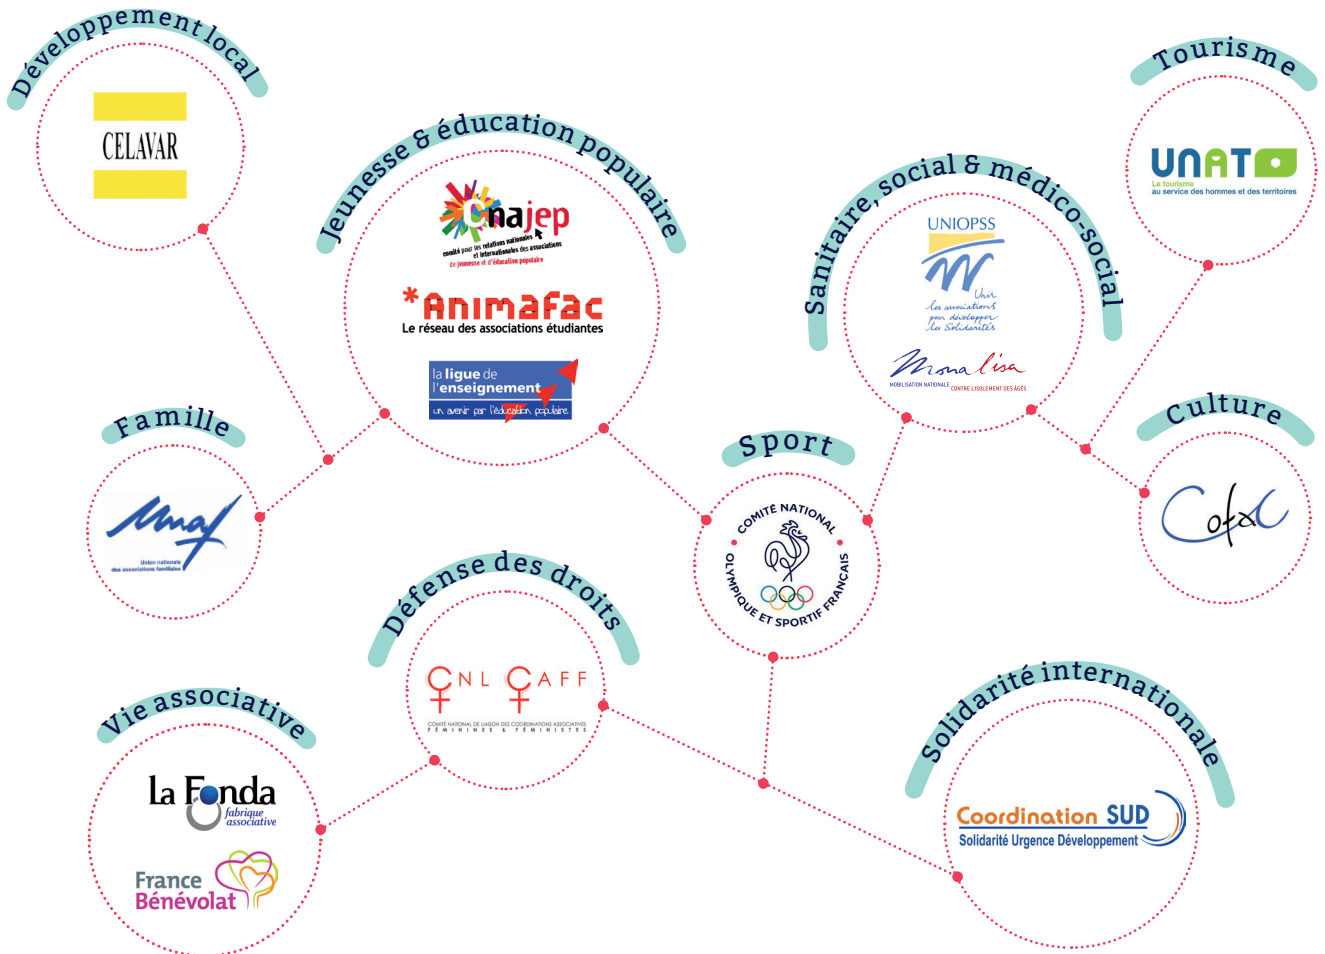 Développement local
CELAVAR
Jeunesse & éducation populaire
Cnajep
comité pour les relations nationales
et internationales des associations
de jeunesse et d'éducation populaire
*Animafac
Le réseau des associations étudiantes
la ligue de
l'enseignement
un avenir par l'éducation populaire
Sanitaire, social & médico-social
UNIOPSS
Unir
les associations
pour développer
les Solidarités
Monalisa
MOBILISATION NATIONALE CONTRE L'ISOLEMENT DES ÂGÉS
Tourisme
UNAT
Le tourisme
au service des hommes et des territoires
Famille
Unaf
Union nationale
des associations familiales
Sport
COMITÉ NATIONAL
OLYMPIQUE ET SPORTIF FRANÇAIS
Culture
Cofac
Défense des droits
CNL CAFF
COMITÉ NATIONAL DE LIAISON DES COORDINATIONS ASSOCIATIVES
FÉMININES & FÉMINISTES
Vie associative
la Fonda
fabrique
associative
France
Bénévolat
Solidarité internationale
Coordination SUD
Solidarité Urgence Développement